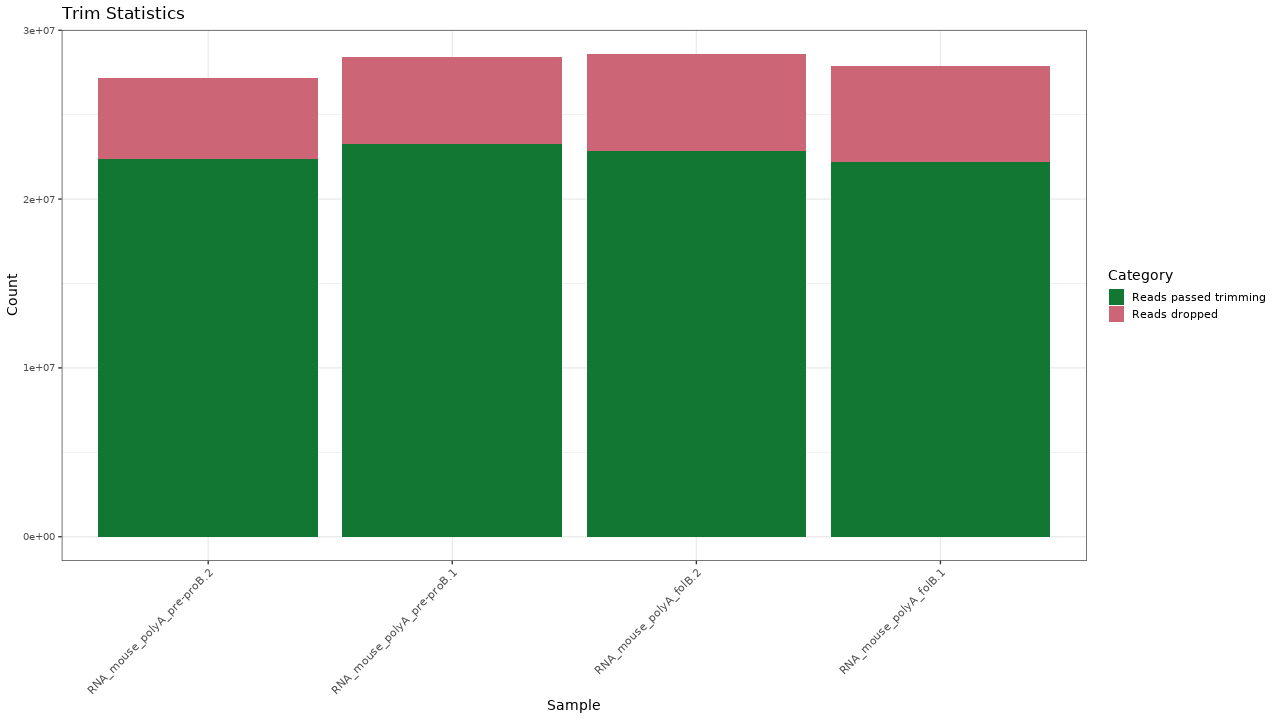 Trim Statistics
3e+07
2e+07
1e+07
0e+00
Count
RNA_mouse_polyA_pre-proB.2
RNA_mouse_polyA_pre-proB.1
RNA_mouse_polyA_folB.2
RNA_mouse_polyA_folB.1
Sample
Category
Reads passed trimming
Reads dropped